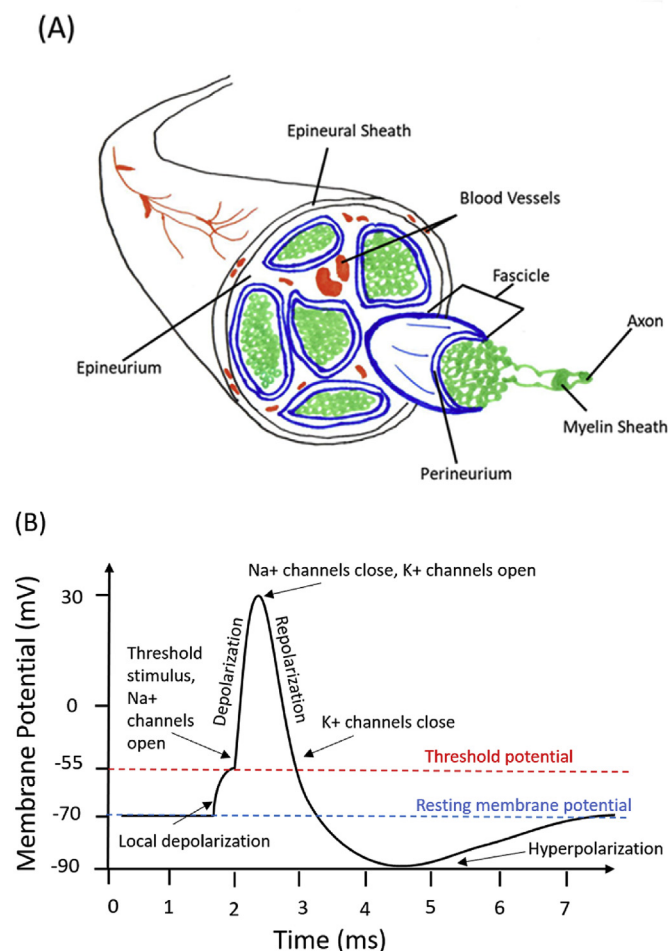 (A)
Epineural Sheath
Blood Vessels
Fascicle
Axon
Epineurium
Myelin Sheath
Perineurium
(B)
Membrane Potential (mV)
30
0
-55
-70
-90
Na+ channels close, K+ channels open
Depolarization
Repolarization
Threshold
stimulus,
Na+
channels
open
K+ channels close
Threshold potential
Resting membrane potential
Local depolarization
Hyperpolarization
0 1 2 3 4 5 6 7
Time (ms)